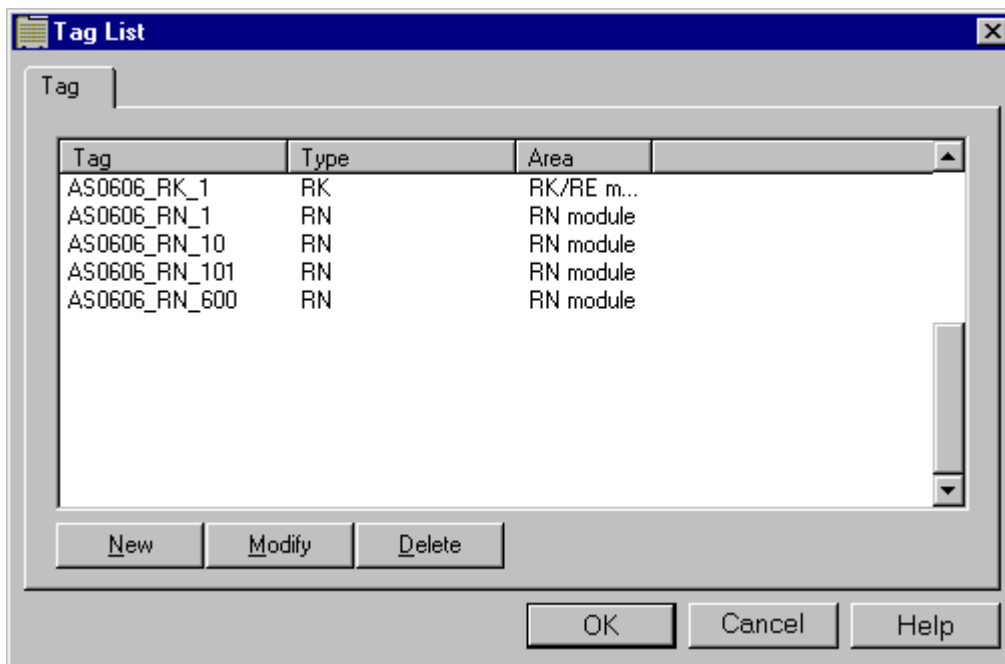 Tag List
Tag
Tag Type Area
AS0606_RK_1 RK RK/RE m...
AS0606_RN_1 RN RN module
AS0606_RN_10 RN RN module
AS0606_RN_101 RN RN module
AS0606_RN_600 RN RN module
New Modify Delete
OK Cancel Help